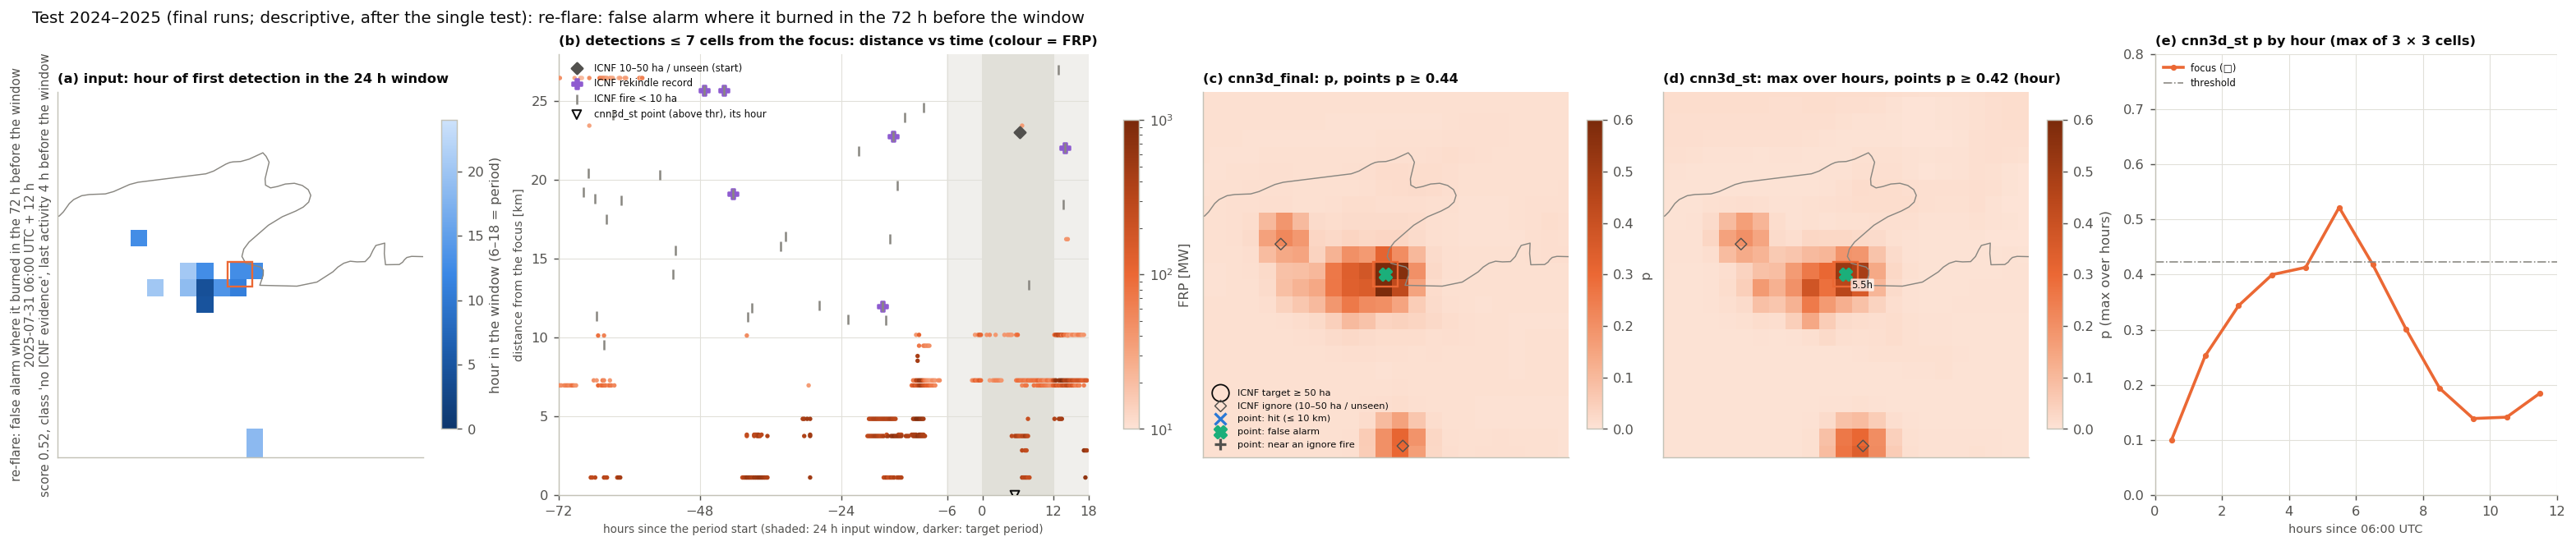 Test 2024–2025 (final runs; descriptive, after the single test): re-flare: false alarm where it burned in the 72 h before the window
re-flare: false alarm where it burned in the 72 h before the window
2025-07-31 06:00 UTC + 12 h
score 0.52, class 'no ICNF evidence', last activity 4 h before the window
(a) input: hour of first detection in the 24 h window
20
15
10
5
0
hour in the window (6–18 = period)
(b) detections ≤ 7 cells from the focus: distance vs time (colour = FRP)
ICNF 10–50 ha / unseen (start)
ICNF rekindle record
ICNF fire < 10 ha
cnn3d_st point (above thr), its hour
distance from the focus [km]
25
20
15
10
5
0
−72
−48
−24
−6
0
12
18
hours since the period start (shaded: 24 h input window, darker: target period)
10³
10²
10¹
FRP [MW]
(c) cnn3d_final: p, points p ≥ 0.44
ICNF target ≥ 50 ha
ICNF ignore (10–50 ha / unseen)
point: hit (≤ 10 km)
point: false alarm
point: near an ignore fire
0.6
0.5
0.4
0.3
0.2
0.1
0.0
p
(d) cnn3d_st: max over hours, points p ≥ 0.42 (hour)
5.5h
0.6
0.5
0.4
0.3
0.2
0.1
0.0
p (max over hours)
(e) cnn3d_st p by hour (max of 3 × 3 cells)
focus (□)
threshold
0.8
0.7
0.6
0.5
0.4
0.3
0.2
0.1
0.0
0
2
4
6
8
10
12
hours since 06:00 UTC